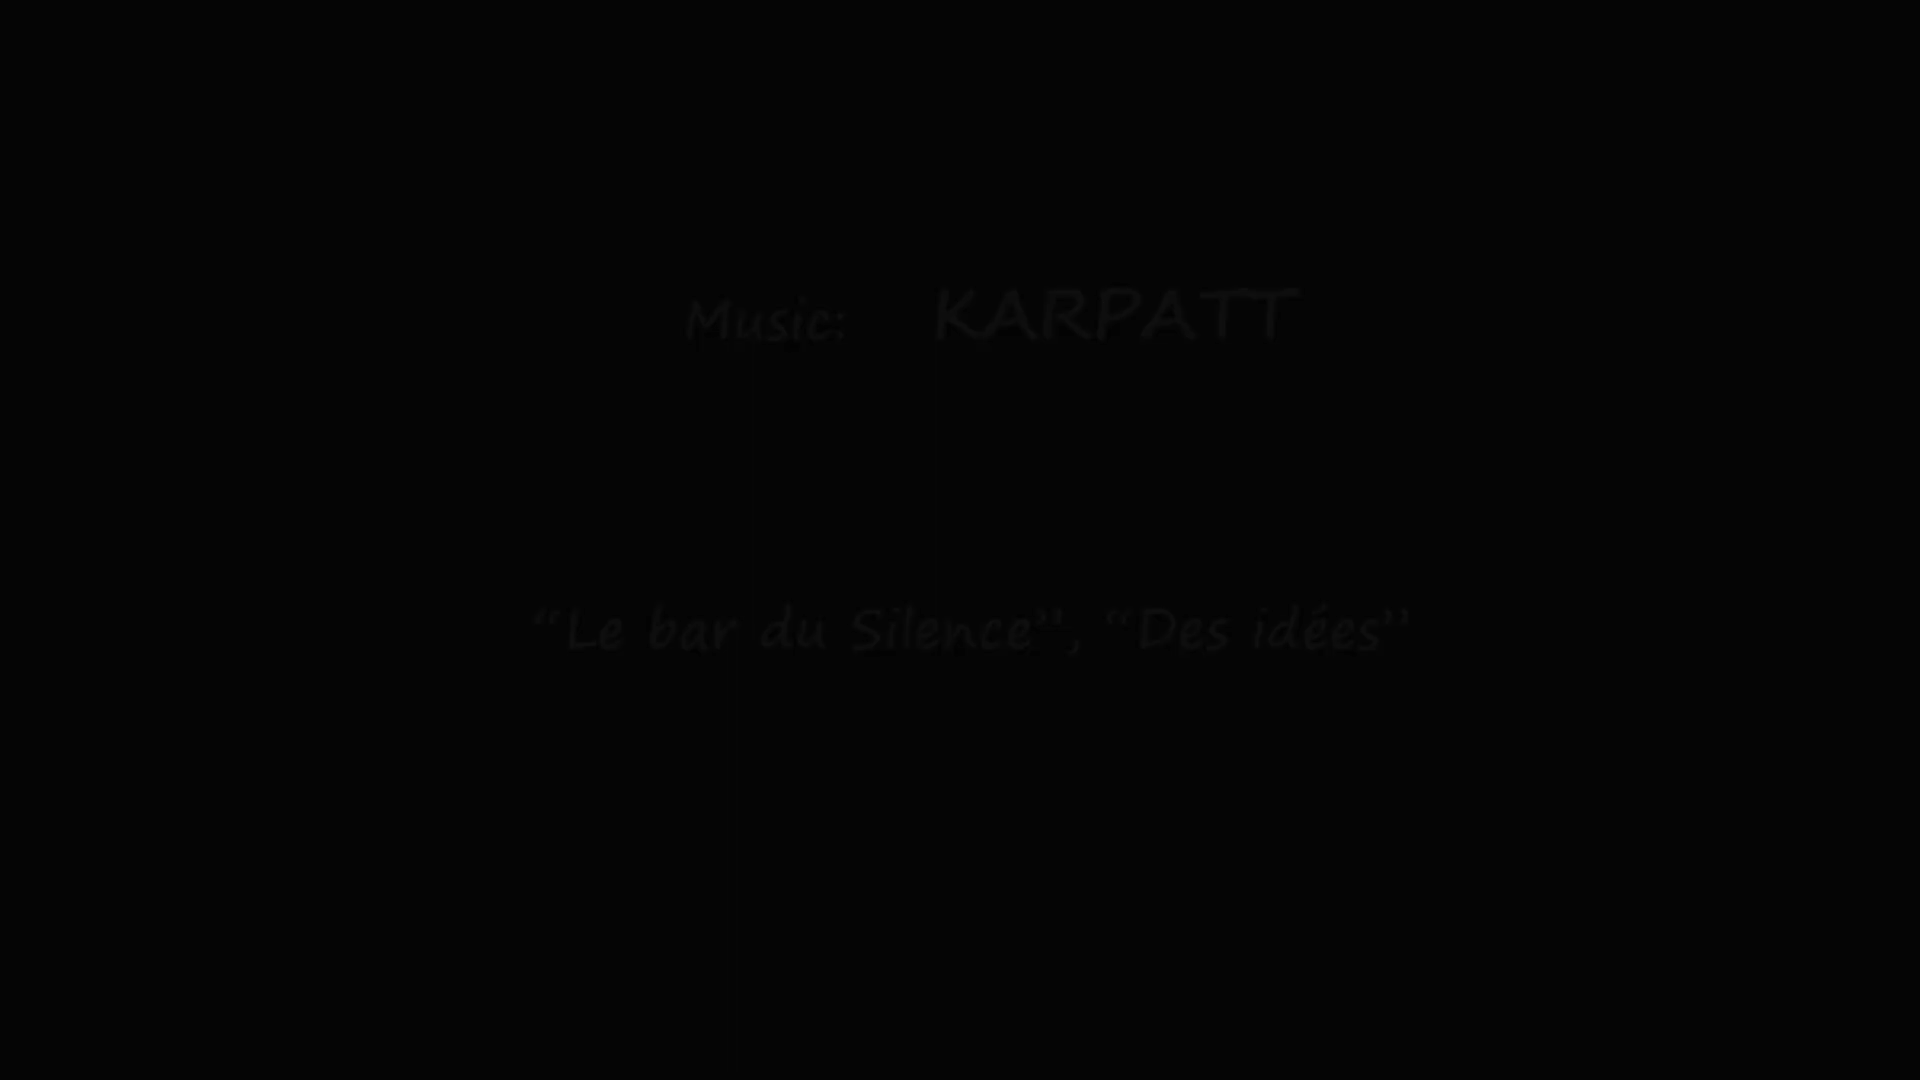 Music: KARPATT
“Le bar du Silence”, “Des idées”